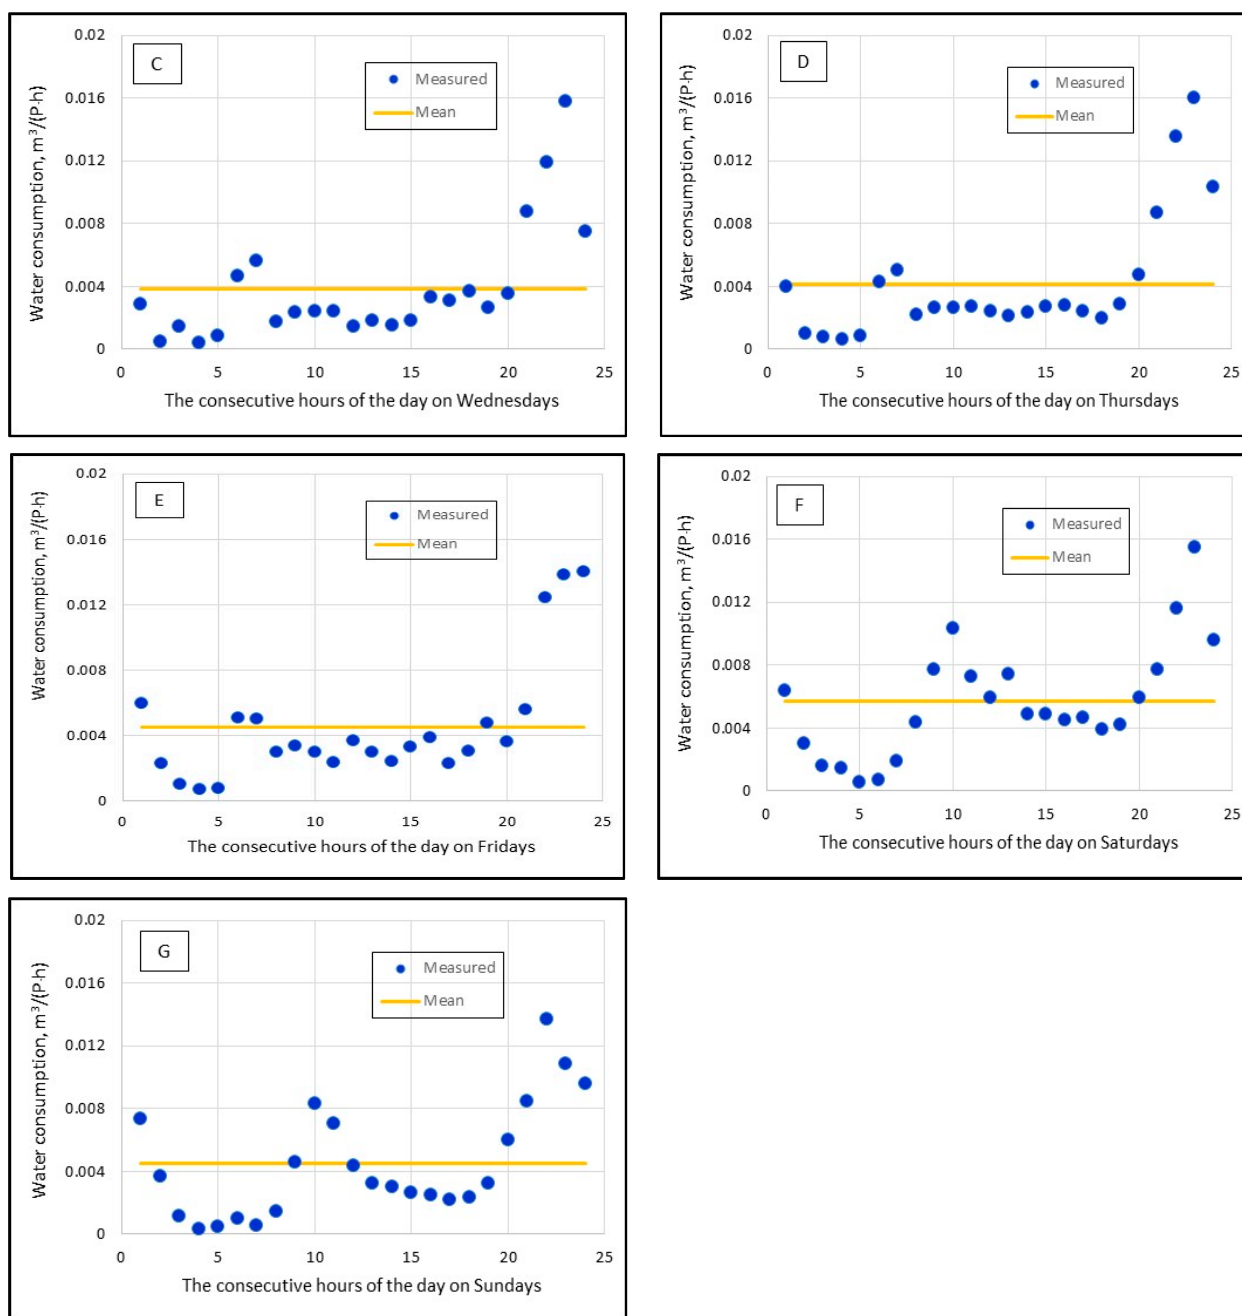 C
Measured
Mean
Water consumption, m³/(P·h)
0.02
0.016
0.012
0.008
0.004
0
0 5 10 15 20 25
The consecutive hours of the day on Wednesdays
D
Measured
Mean
Water consumption, m³/(P·h)
0.02
0.016
0.012
0.008
0.004
0
0 5 10 15 20 25
The consecutive hours of the day on Thursdays
E
Measured
Mean
Water consumption, m³/(P·h)
0.02
0.016
0.012
0.008
0.004
0
0 5 10 15 20 25
The consecutive hours of the day on Fridays
F
Measured
Mean
Water consumption, m³/(P·h)
0.02
0.016
0.012
0.008
0.004
0
0 5 10 15 20 25
The consecutive hours of the day on Saturdays
G
Measured
Mean
Water consumption, m³/(P·h)
0.02
0.016
0.012
0.008
0.004
0
0 5 10 15 20 25
The consecutive hours of the day on Sundays